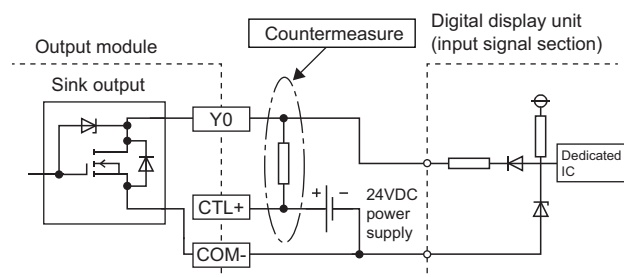 Countermeasure
Digital display unit
(input signal section)
Output module
Sink output
Y0
Dedicated
IC
CTL+
+
−
24VDC
power
supply
COM-